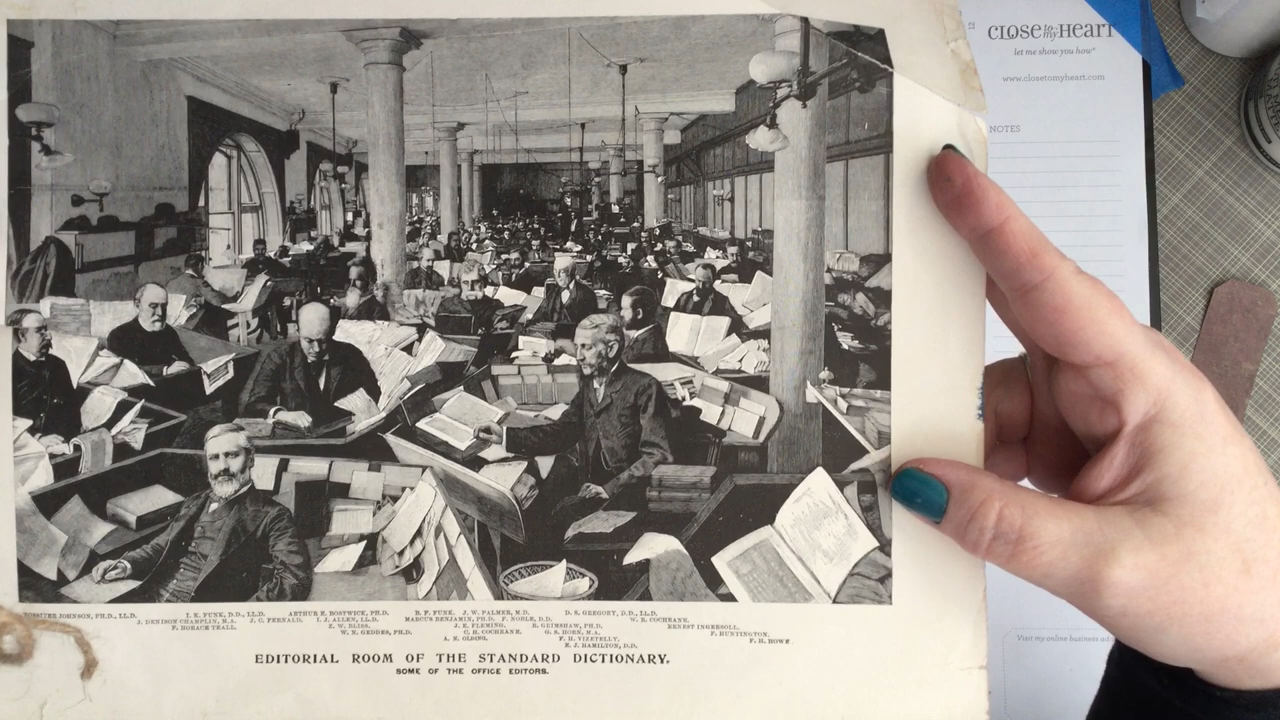 CLOSE to my HEART
let me show you how®
www.closetomyheart.com
NOTES
ROSSITER JOHNSON, PH.D., LL.D. I. K. FUNK, D.D., LL.D. ARTHUR E. BOSTWICK, PH.D. B. F. FUNK. J. W. PALMER, M.D. D. S. GREGORY, D.D., LL.D.
J. DENISON CHAMPLIN, M.A. J. C. FERNALD. I. J. ALLEN, LL.D. MARCUS BENJAMIN, PH.D. F. NOBLE, D.D. W. R. COCHRANE.
F. HORACE TEALL. E. W. BLISS. J. E. FLEMING. R. GRIMSHAW, PH.D. ERNEST INGERSOLL.
W. N. GEDDES, PH.D. C. B. COCHRANE. G. S. HORN, M.A. F. HUNTINGTON.
A. E. OLDING. F. H. VIZETELLY. F. H. HOWE
E. J. HAMILTON, D.D.
EDITORIAL ROOM OF THE STANDARD DICTIONARY.
SOME OF THE OFFICE EDITORS.
Visit my online business